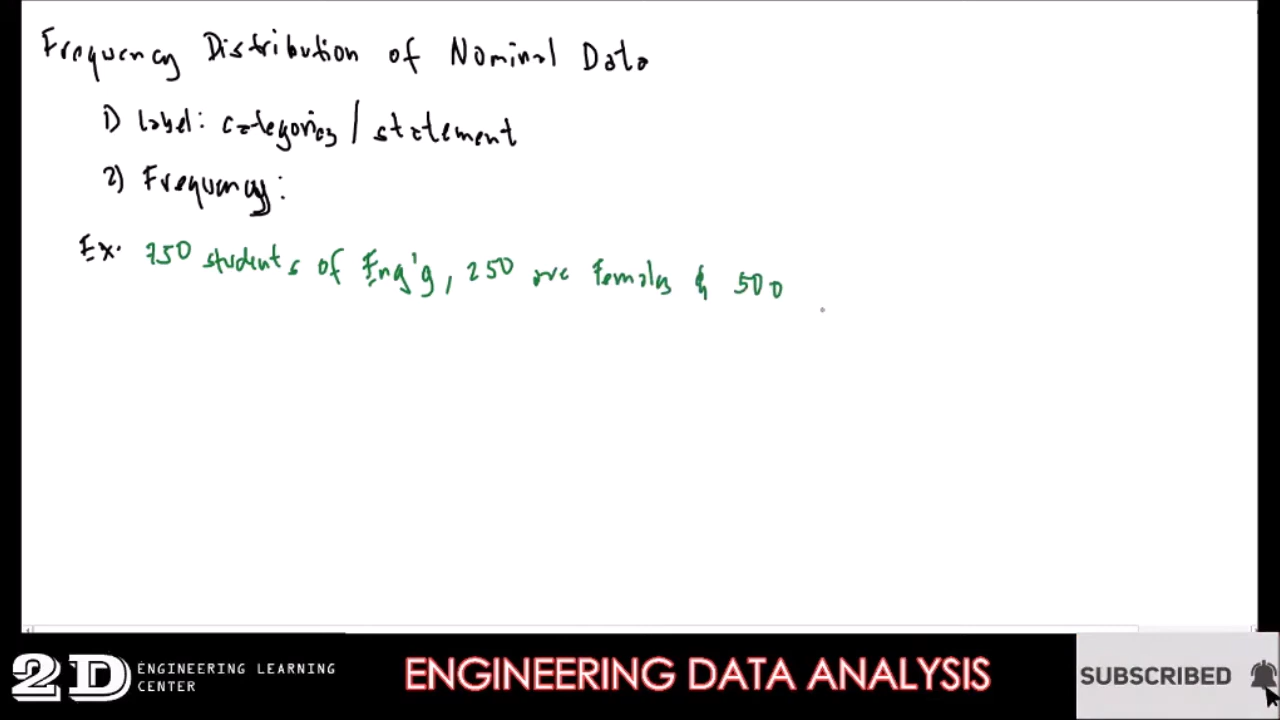 Frequency Distribution of Nominal Data
1) label: categories / statement
2) Frequency:
Ex. 750 students of Eng'g, 250 are Females & 500
2D ENGINEERING LEARNING
CENTER
ENGINEERING DATA ANALYSIS
SUBSCRIBED